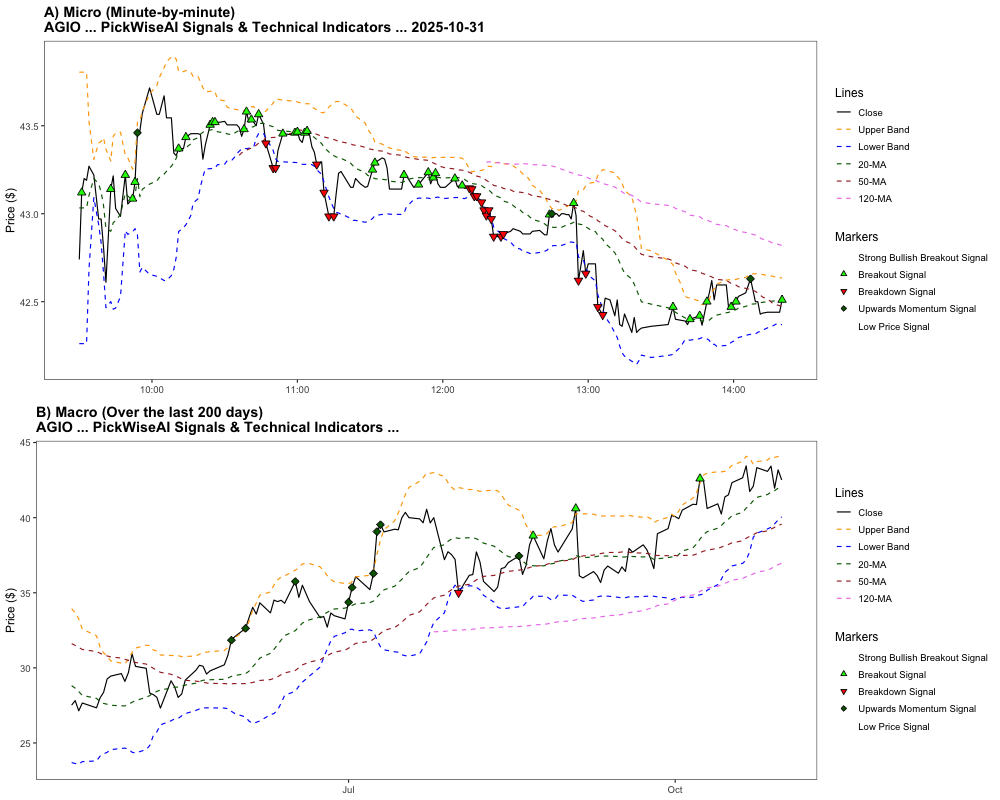 A) Micro (Minute-by-minute)
AGIO ... PickWiseAI Signals & Technical Indicators ... 2025-10-31
Price ($)
43.5
43.0
42.5
10:00
11:00
12:00
13:00
14:00
Lines
Close
Upper Band
Lower Band
20-MA
50-MA
120-MA
Markers
Strong Bullish Breakout Signal
Breakout Signal
Breakdown Signal
Upwards Momentum Signal
Low Price Signal
B) Macro (Over the last 200 days)
AGIO ... PickWiseAI Signals & Technical Indicators ...
Price ($)
45
40
35
30
25
Jul
Oct
Lines
Close
Upper Band
Lower Band
20-MA
50-MA
120-MA
Markers
Strong Bullish Breakout Signal
Breakout Signal
Breakdown Signal
Upwards Momentum Signal
Low Price Signal